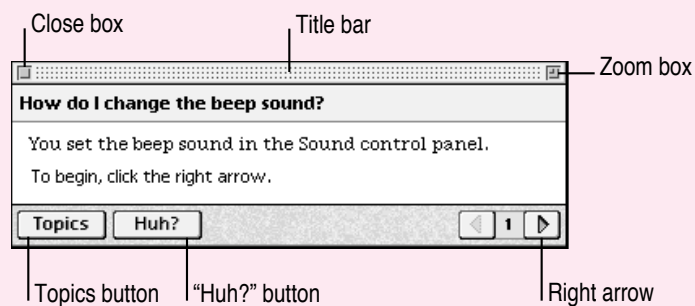 Close box
Title bar
Zoom box
How do I change the beep sound?
You set the beep sound in the Sound control panel.
To begin, click the right arrow.
Topics
Huh?
1
Topics button
“Huh?” button
Right arrow